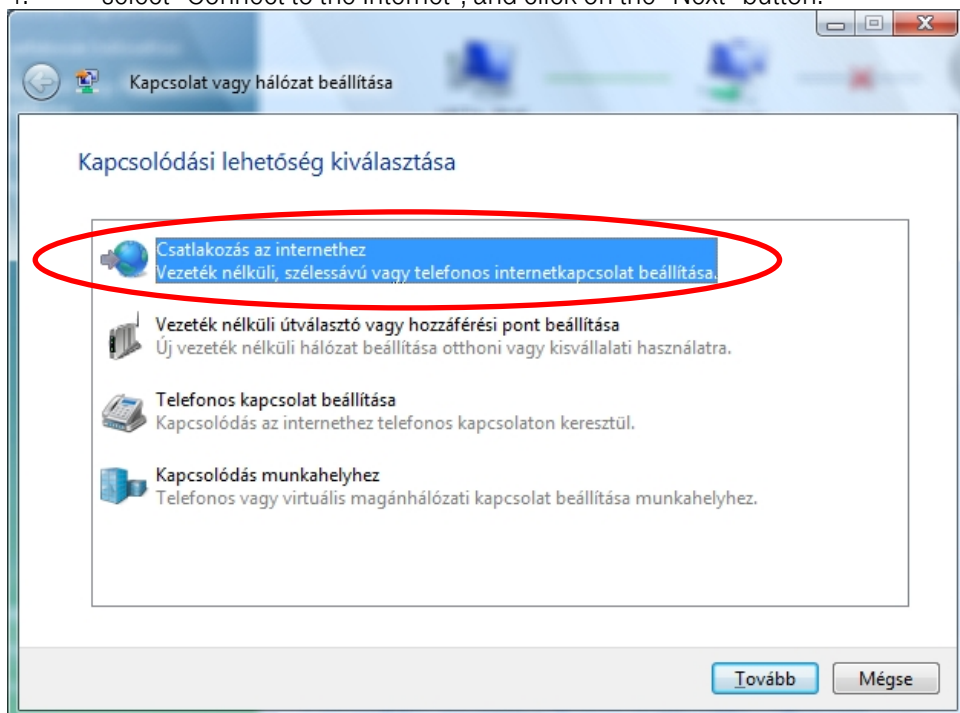 select "Connect to the Internet", and click on the "Next" button.
Kapcsolat vagy hálózat beállítása
Kapcsolódási lehetőség kiválasztása
Csatlakozás az internethez
Vezeték nélküli, szélessávú vagy telefonos internetkapcsolat beállítása.
Vezeték nélküli útválasztó vagy hozzáférési pont beállítása
Új vezeték nélküli hálózat beállítása otthoni vagy kisvállalati használatra.
Telefonos kapcsolat beállítása
Kapcsolódás az internethez telefonos kapcsolaton keresztül.
Kapcsolódás munkahelyhez
Telefonos vagy virtuális magánhálózati kapcsolat beállítása munkahelyhez.
Tovább Mégse